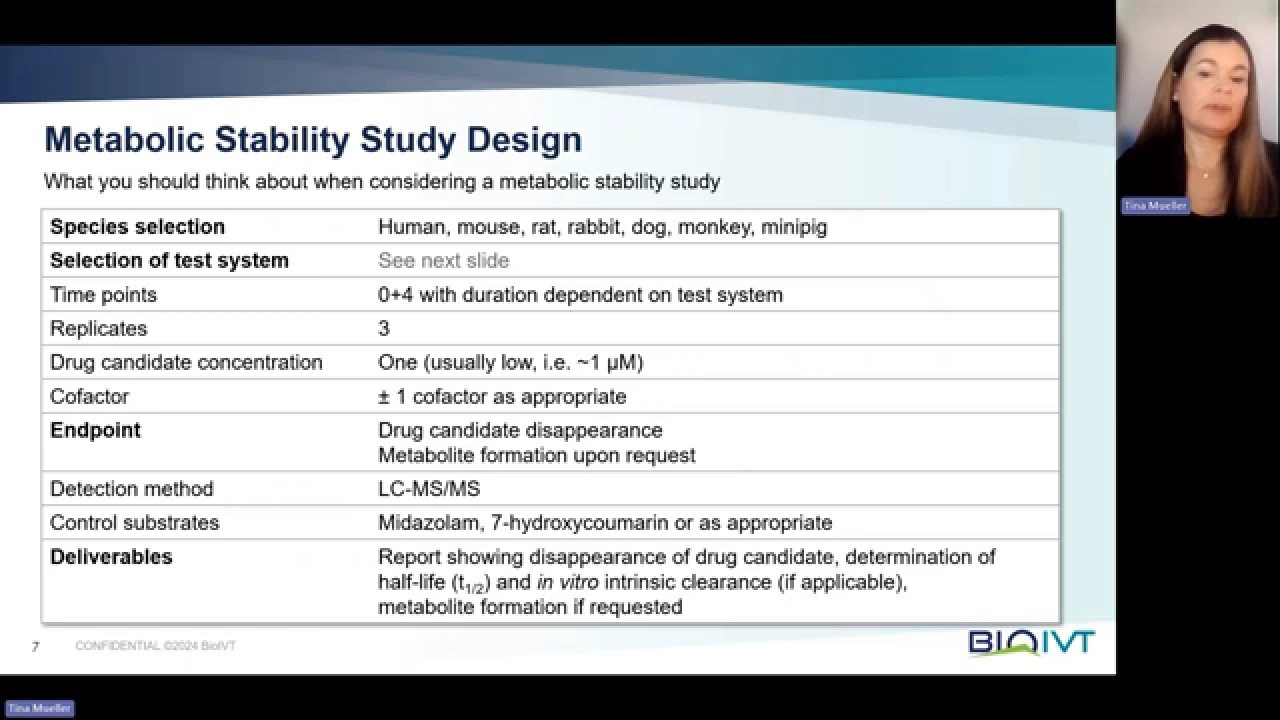 Metabolic Stability Study Design
What you should think about when considering a metabolic stability study
Species selection Human, mouse, rat, rabbit, dog, monkey, minipig
Selection of test system See next slide
Time points 0+4 with duration dependent on test system
Replicates 3
Drug candidate concentration One (usually low, i.e. ~1 µM)
Cofactor ± 1 cofactor as appropriate
Endpoint Drug candidate disappearance
Metabolite formation upon request
Detection method LC-MS/MS
Control substrates Midazolam, 7-hydroxycoumarin or as appropriate
Deliverables Report showing disappearance of drug candidate, determination of
half-life (t1/2) and in vitro intrinsic clearance (if applicable),
metabolite formation if requested
7 CONFIDENTIAL ©2024 BioIVT
BIOIVT
Tina Mueller
Tina Mueller